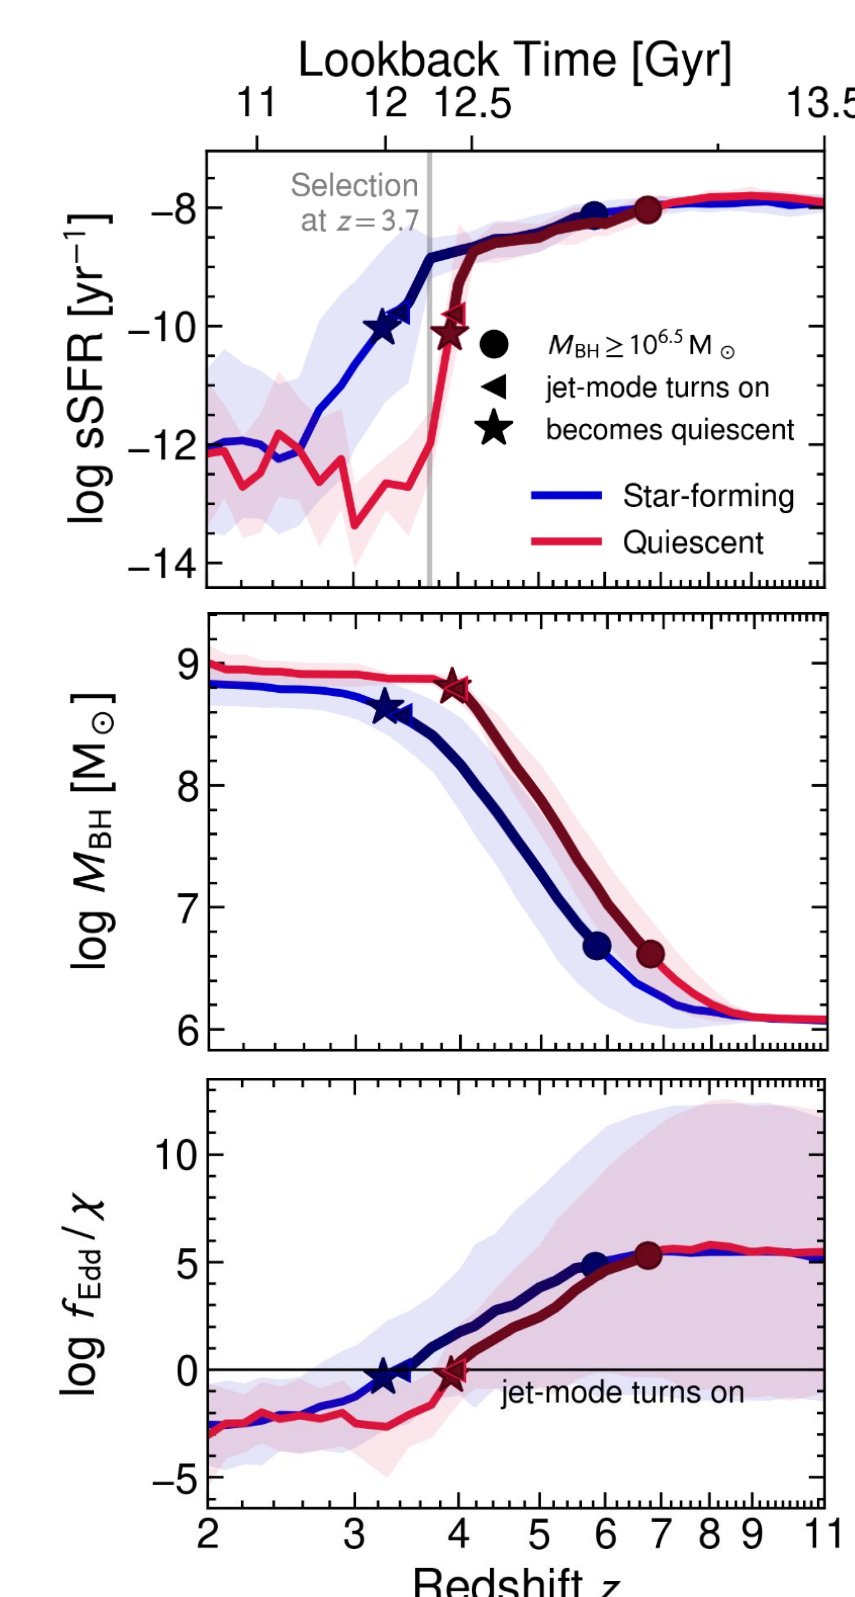 Lookback Time [Gyr]
11 12 12.5 13.5
Selection
at z=3.7
log sSFR [yr⁻¹]
−8
−10
−12
−14
M_BH ≥ 10^6.5 M⊙
jet-mode turns on
becomes quiescent
Star-forming
Quiescent
log M_BH [M⊙]
9
8
7
6
log f_Edd / χ
10
5
0
−5
jet-mode turns on
2 3 4 5 6 7 8 9 11
Redshift z